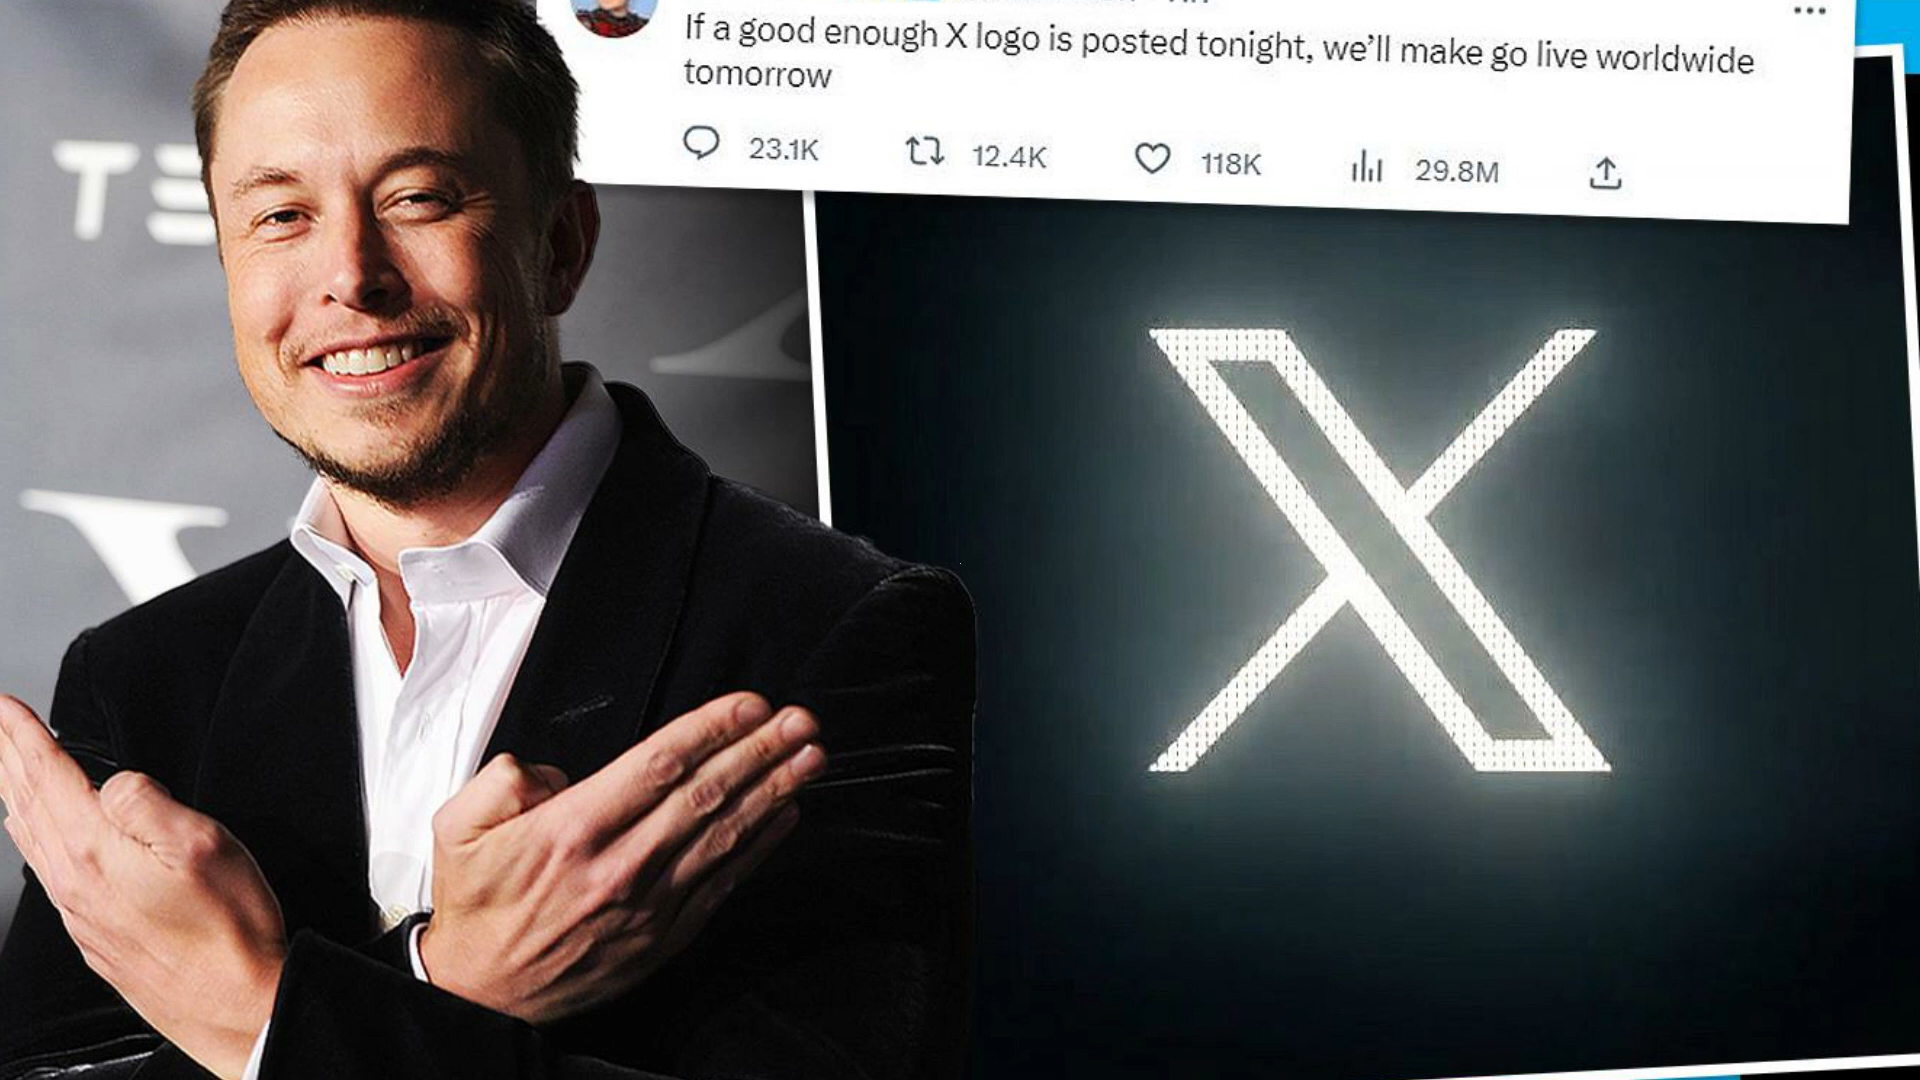 If a good enough X logo is posted tonight, we’ll make go live worldwide
tomorrow
23.1K 12.4K 118K 29.8M
TE
X